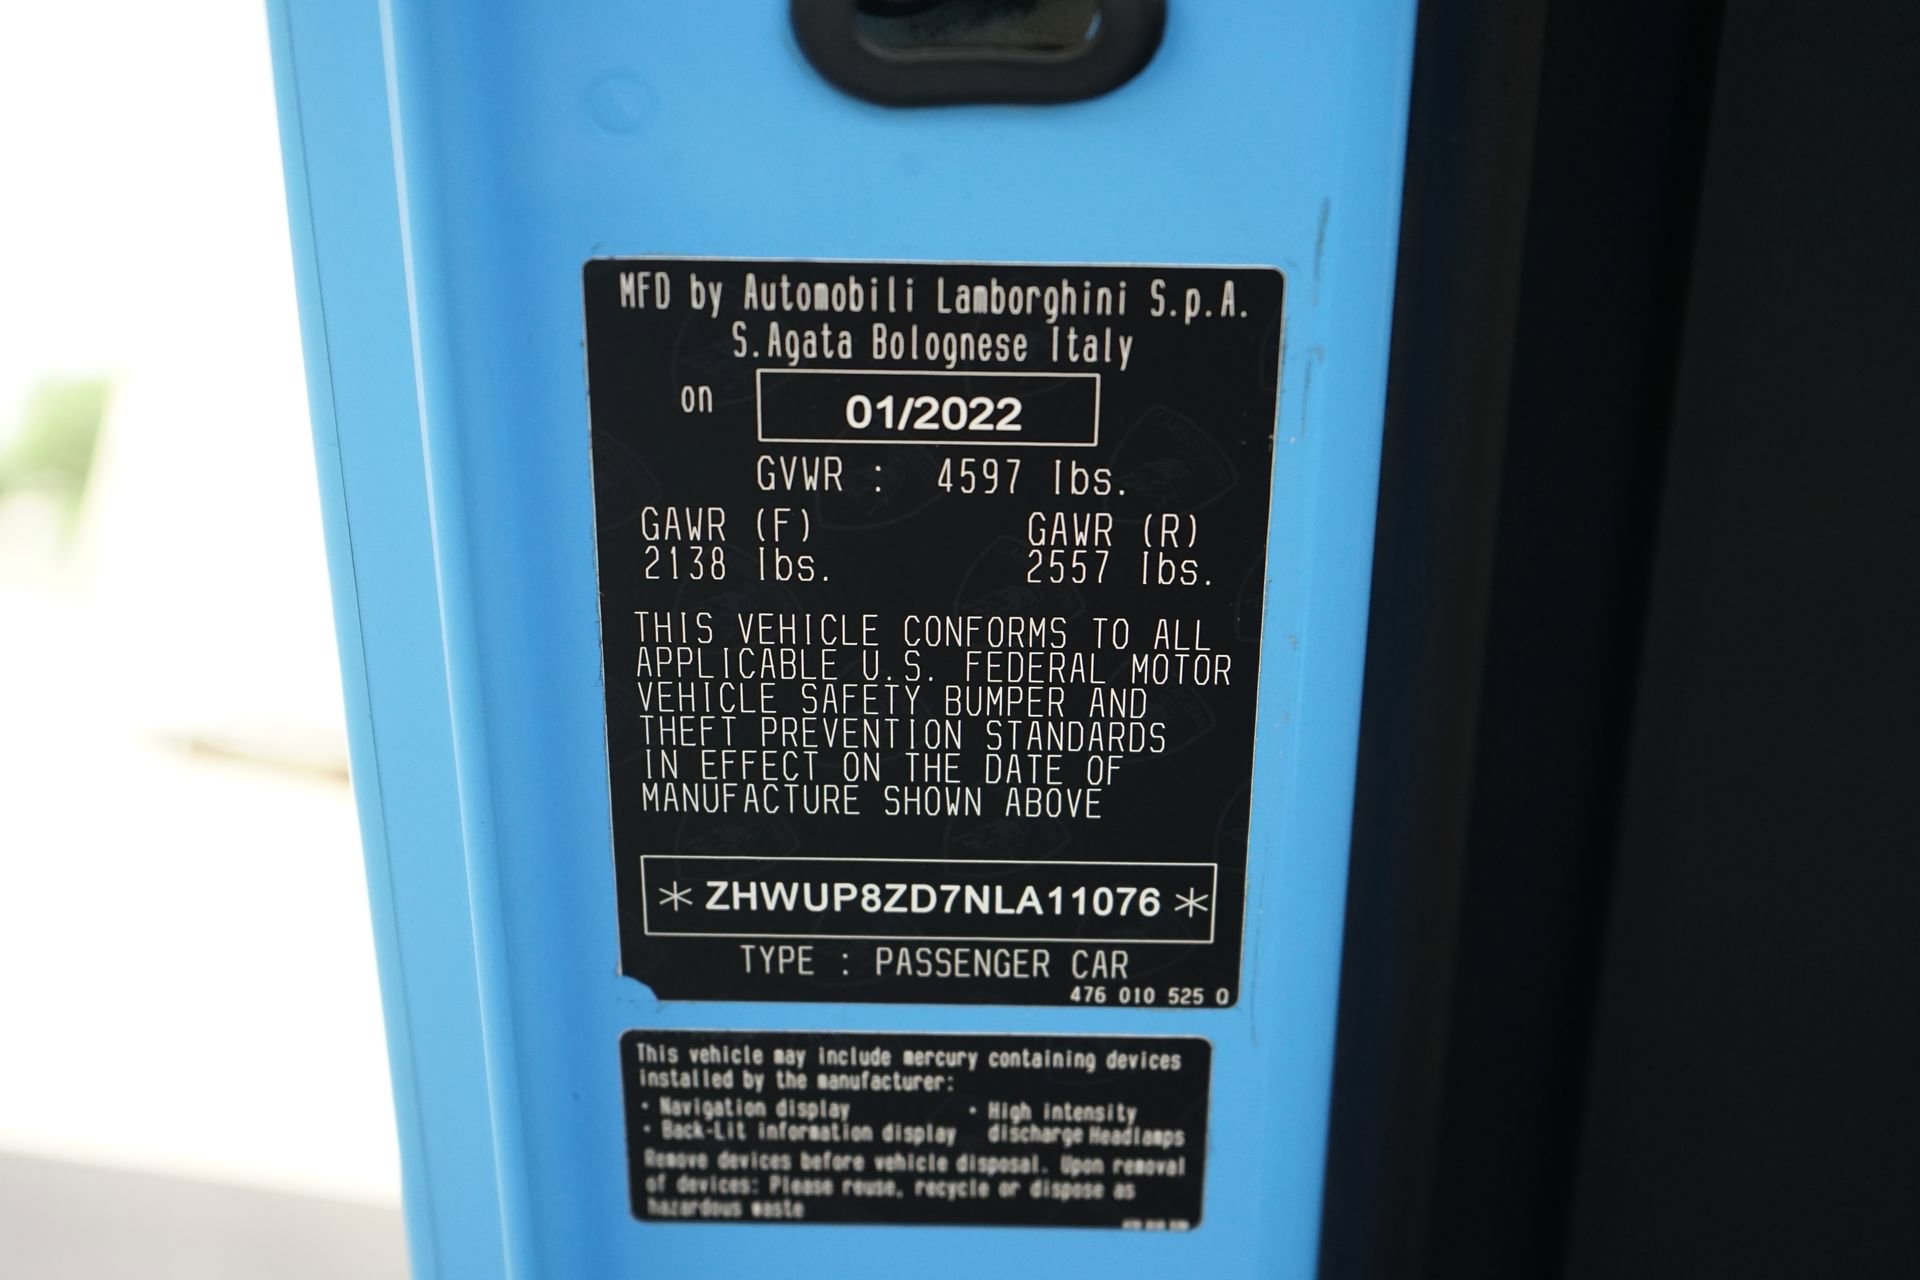 MFD by Automobili Lamborghini S.p.A.
S.Agata Bolognese Italy
on 01/2022
GVWR : 4597 lbs.
GAWR (F) GAWR (R)
2138 lbs. 2557 lbs.
THIS VEHICLE CONFORMS TO ALL
APPLICABLE U.S. FEDERAL MOTOR
VEHICLE SAFETY BUMPER AND
THEFT PREVENTION STANDARDS
IN EFFECT ON THE DATE OF
MANUFACTURE SHOWN ABOVE
* ZHWUP8ZD7NLA11076 *
TYPE : PASSENGER CAR
476 010 525 O
This vehicle may include mercury containing devices
installed by the manufacturer:
• Navigation display • High intensity
• Back-Lit information display discharge Headlamps
Remove devices before vehicle disposal. Upon removal
of devices: Please reuse, recycle or dispose as
hazardous waste